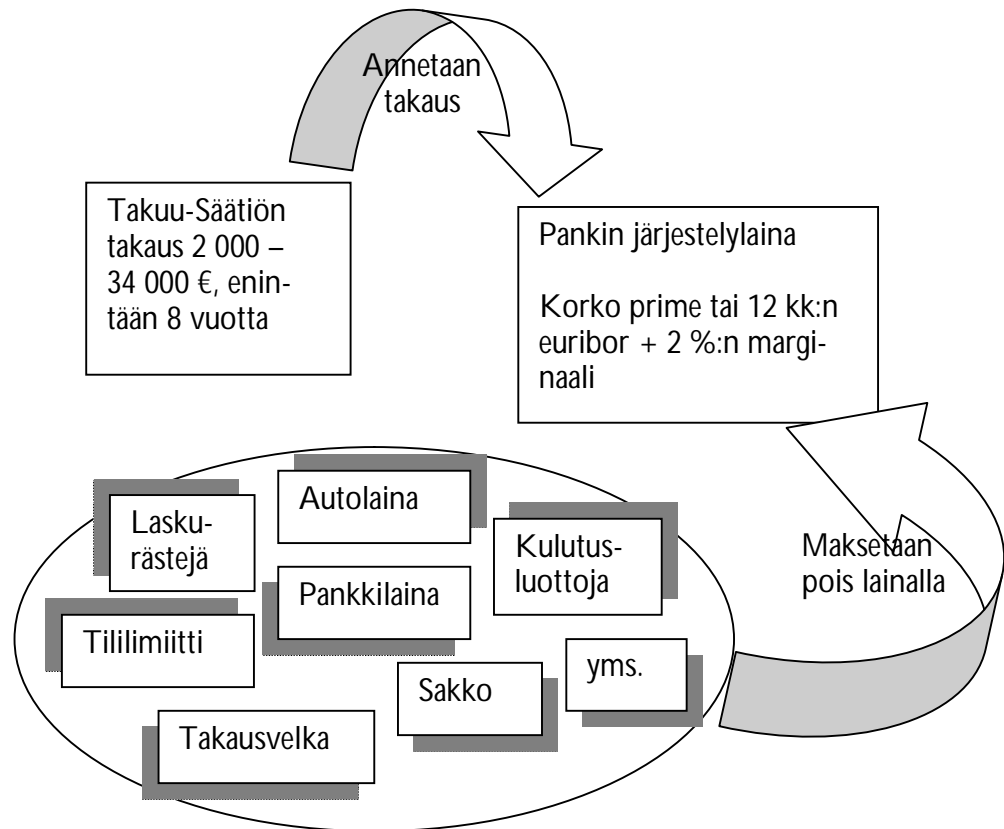 Annetaan
takaus
Takuu-Säätiön
takaus 2 000 –
34 000 €, enin-
tään 8 vuotta
Pankin järjestelylaina
Korko prime tai 12 kk:n
euribor + 2 %:n margi-
naali
Autolaina
Lasku-
rästejä
Kulutus-
luottoja
Maksetaan
pois lainalla
Pankkilaina
Tililimiitti
yms.
Sakko
Takausvelka